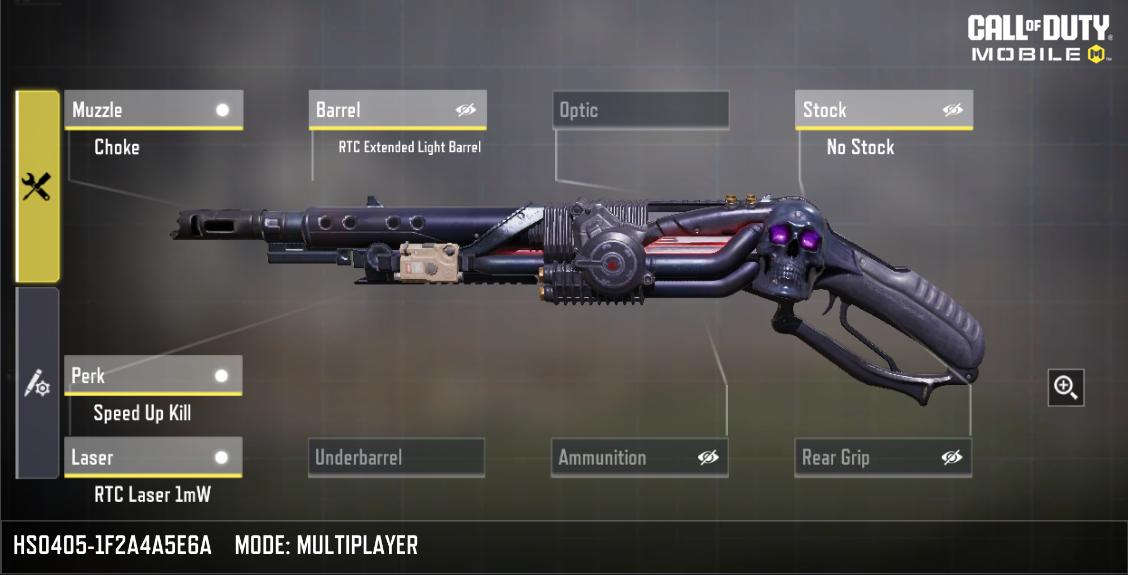 CALL OF DUTY
MOBILE
Muzzle
Choke
Barrel
RTC Extended Light Barrel
Optic
Stock
No Stock
Perk
Speed Up Kill
Laser
RTC Laser 1mW
Underbarrel
Ammunition
Rear Grip
HS0405-1F2A4A5E6A MODE: MULTIPLAYER